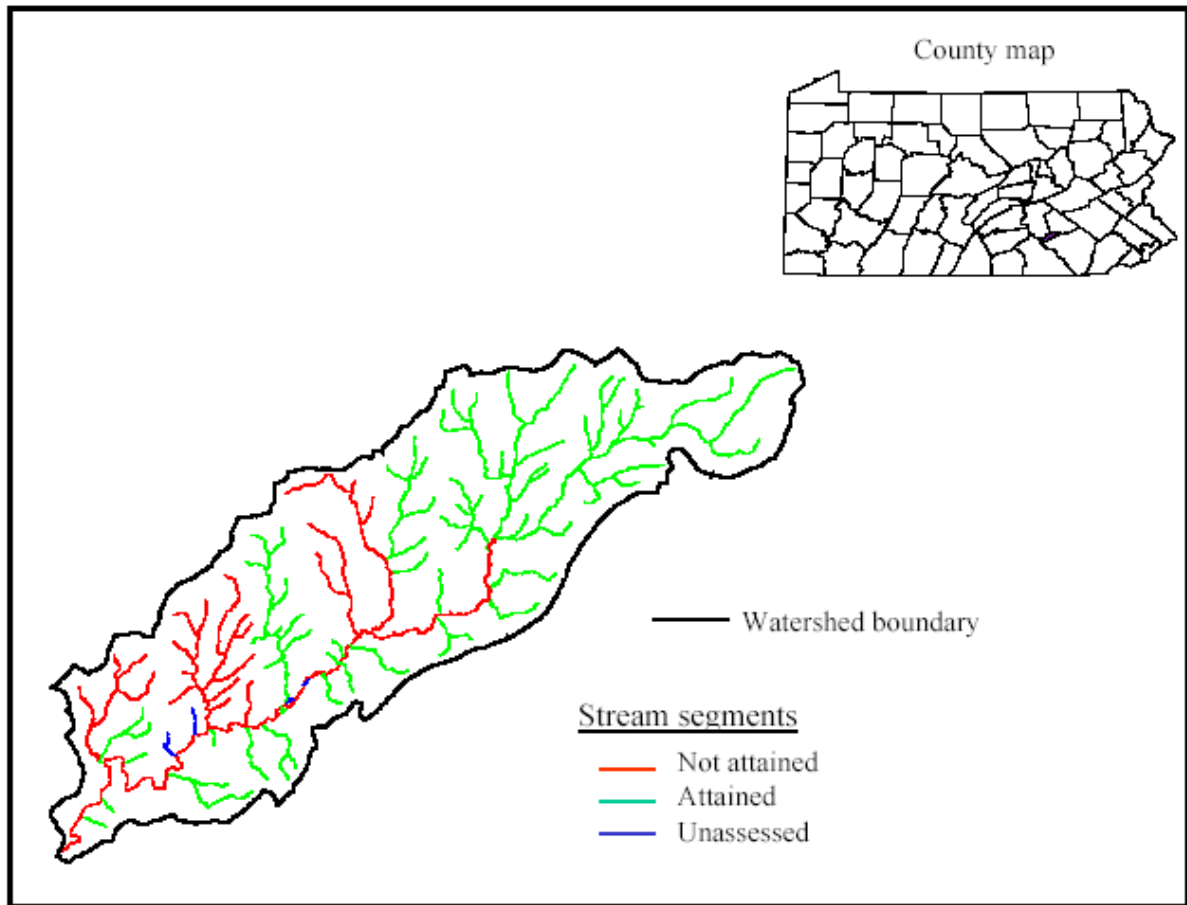 County map
Watershed boundary
Stream segments
Not attained
Attained
Unassessed